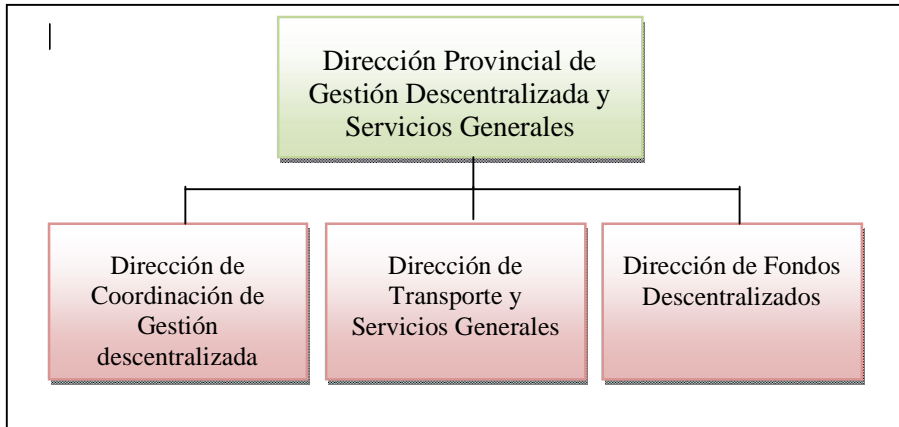 Dirección Provincial de
Gestión Descentralizada y
Servicios Generales
Dirección de
Coordinación de
Gestión
descentralizada
Dirección de
Transporte y
Servicios Generales
Dirección de Fondos
Descentralizados